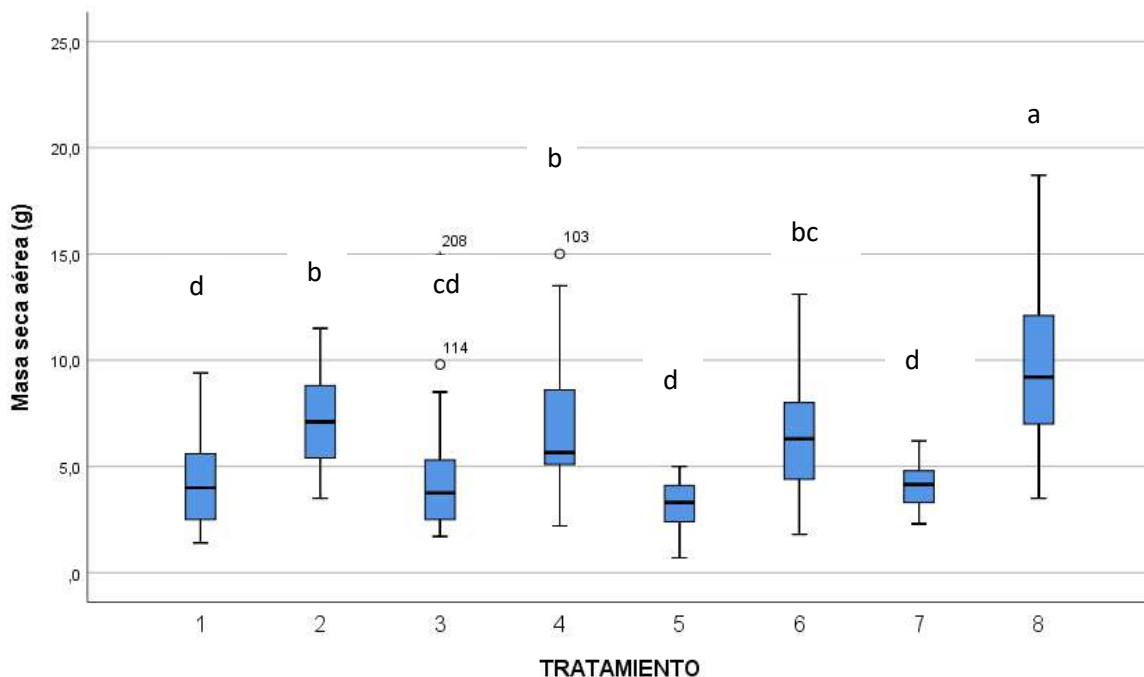 25,0
a
20,0
b
bc
208
103
15,0
b
cd
d
114
d
d
10,0
5,0
,0
Masa seca aérea (g)
1 2 3 4 5 6 7 8
TRATAMIENTO